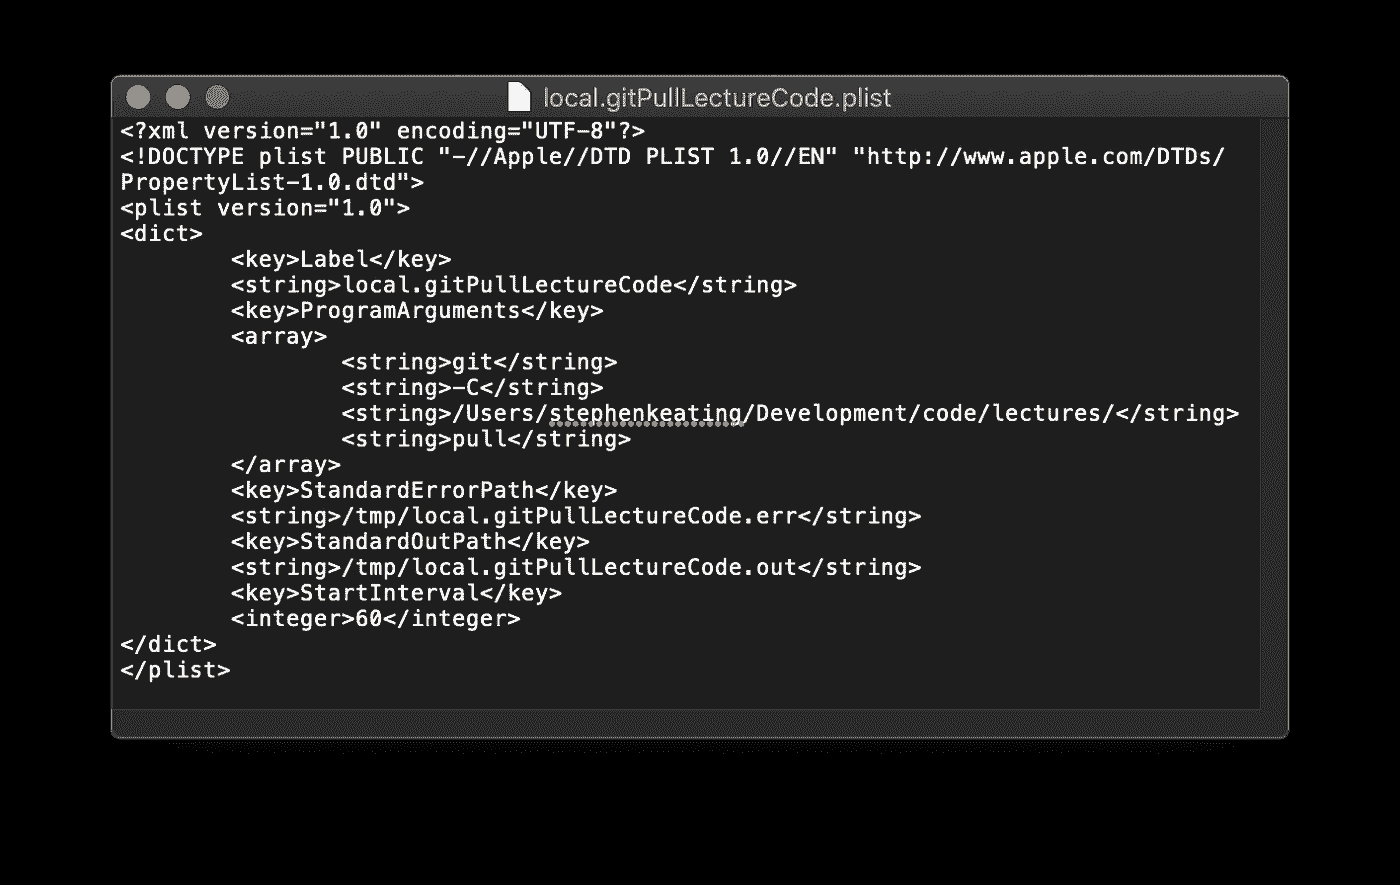 local.gitPullLectureCode.plist
<?xml version="1.0" encoding="UTF-8"?>
<!DOCTYPE plist PUBLIC "-//Apple//DTD PLIST 1.0//EN" "http://www.apple.com/DTDs/
PropertyList-1.0.dtd">
<plist version="1.0">
<dict>
        <key>Label</key>
        <string>local.gitPullLectureCode</string>
        <key>ProgramArguments</key>
        <array>
                <string>git</string>
                <string>-C</string>
                <string>/Users/stephenkeating/Development/code/lectures/</string>
                <string>pull</string>
        </array>
        <key>StandardErrorPath</key>
        <string>/tmp/local.gitPullLectureCode.err</string>
        <key>StandardOutPath</key>
        <string>/tmp/local.gitPullLectureCode.out</string>
        <key>StartInterval</key>
        <integer>60</integer>
</dict>
</plist>